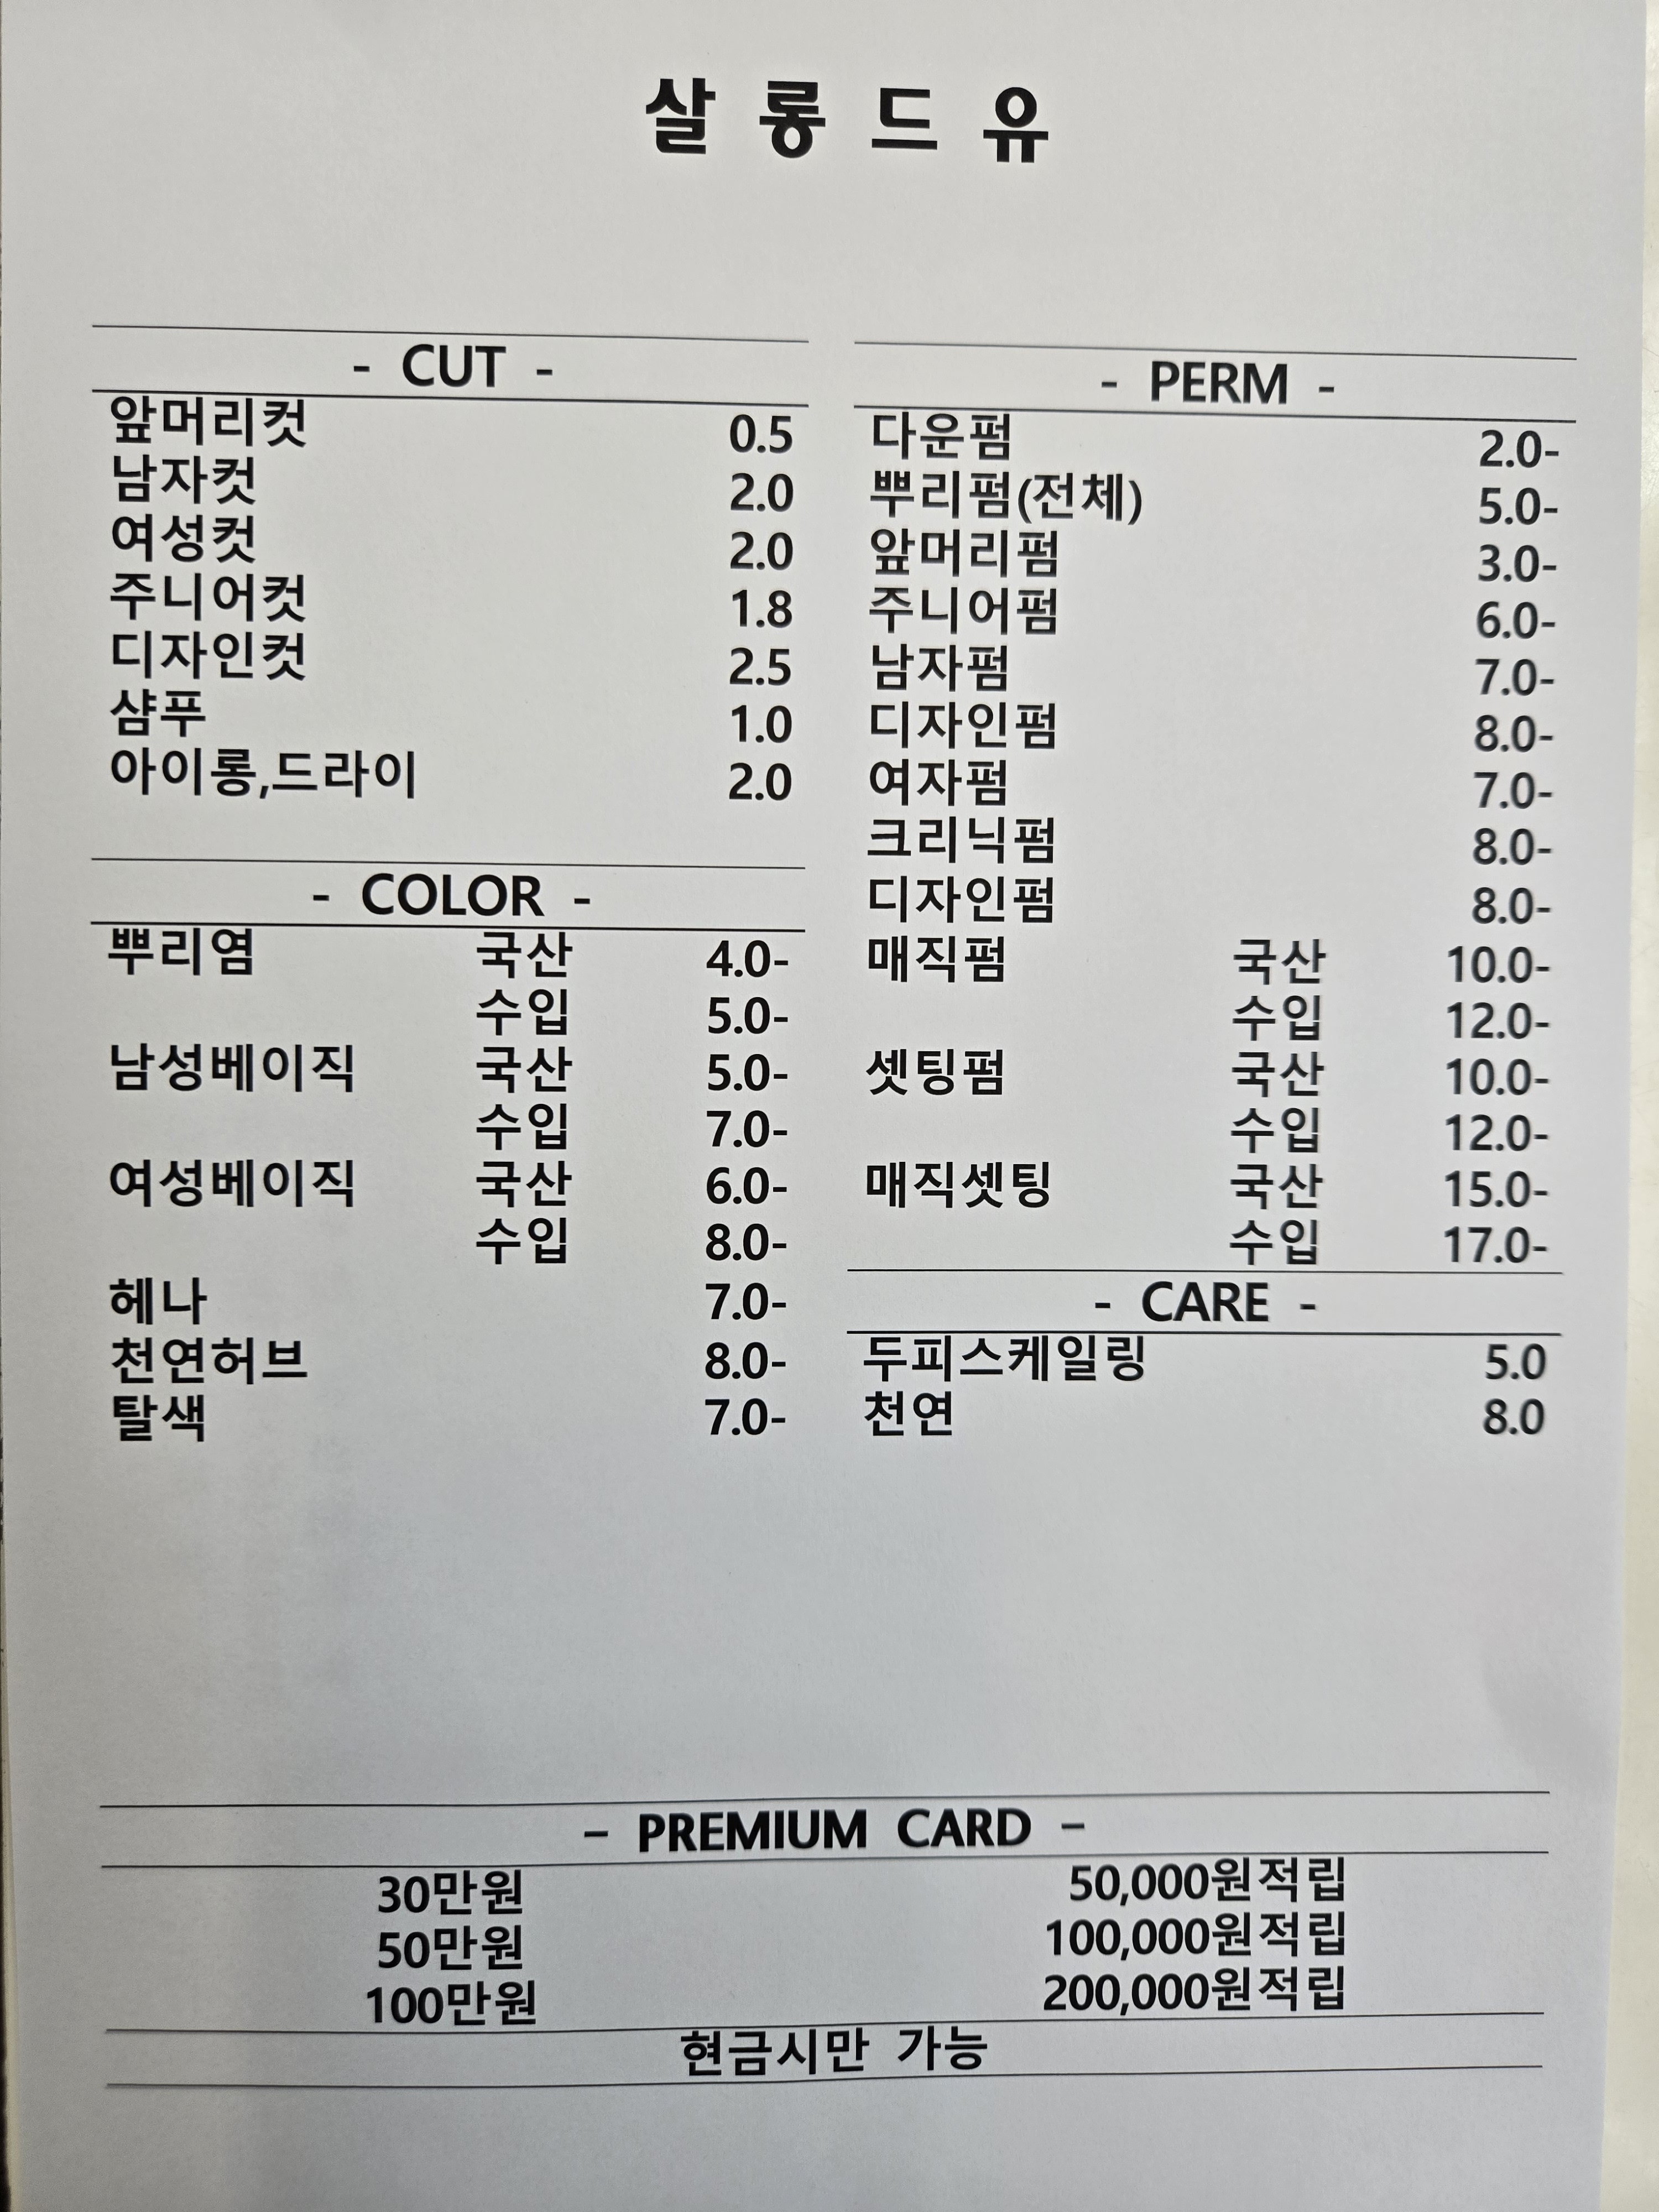 살롱드유
- CUT -
앞머리컷 0.5
남자컷 2.0
여성컷 2.0
주니어컷 1.8
디자인컷 2.5
샴푸 1.0
아이롱,드라이 2.0
- COLOR -
뿌리염 국산 4.0-
수입 5.0-
남성베이직 국산 5.0-
수입 7.0-
여성베이직 국산 6.0-
수입 8.0-
헤나 7.0-
천연허브 8.0-
탈색 7.0-
- PERM -
다운펌 2.0-
뿌리펌(전체) 5.0-
앞머리펌 3.0-
주니어펌 6.0-
남자펌 7.0-
디자인펌 8.0-
여자펌 7.0-
크리닉펌 8.0-
디자인펌 8.0-
매직펌 국산 10.0-
수입 12.0-
셋팅펌 국산 10.0-
수입 12.0-
매직셋팅 국산 15.0-
수입 17.0-
- CARE -
두피스케일링 5.0
천연 8.0
- PREMIUM CARD -
30만원 50,000원적립
50만원 100,000원적립
100만원 200,000원적립
현금시만 가능